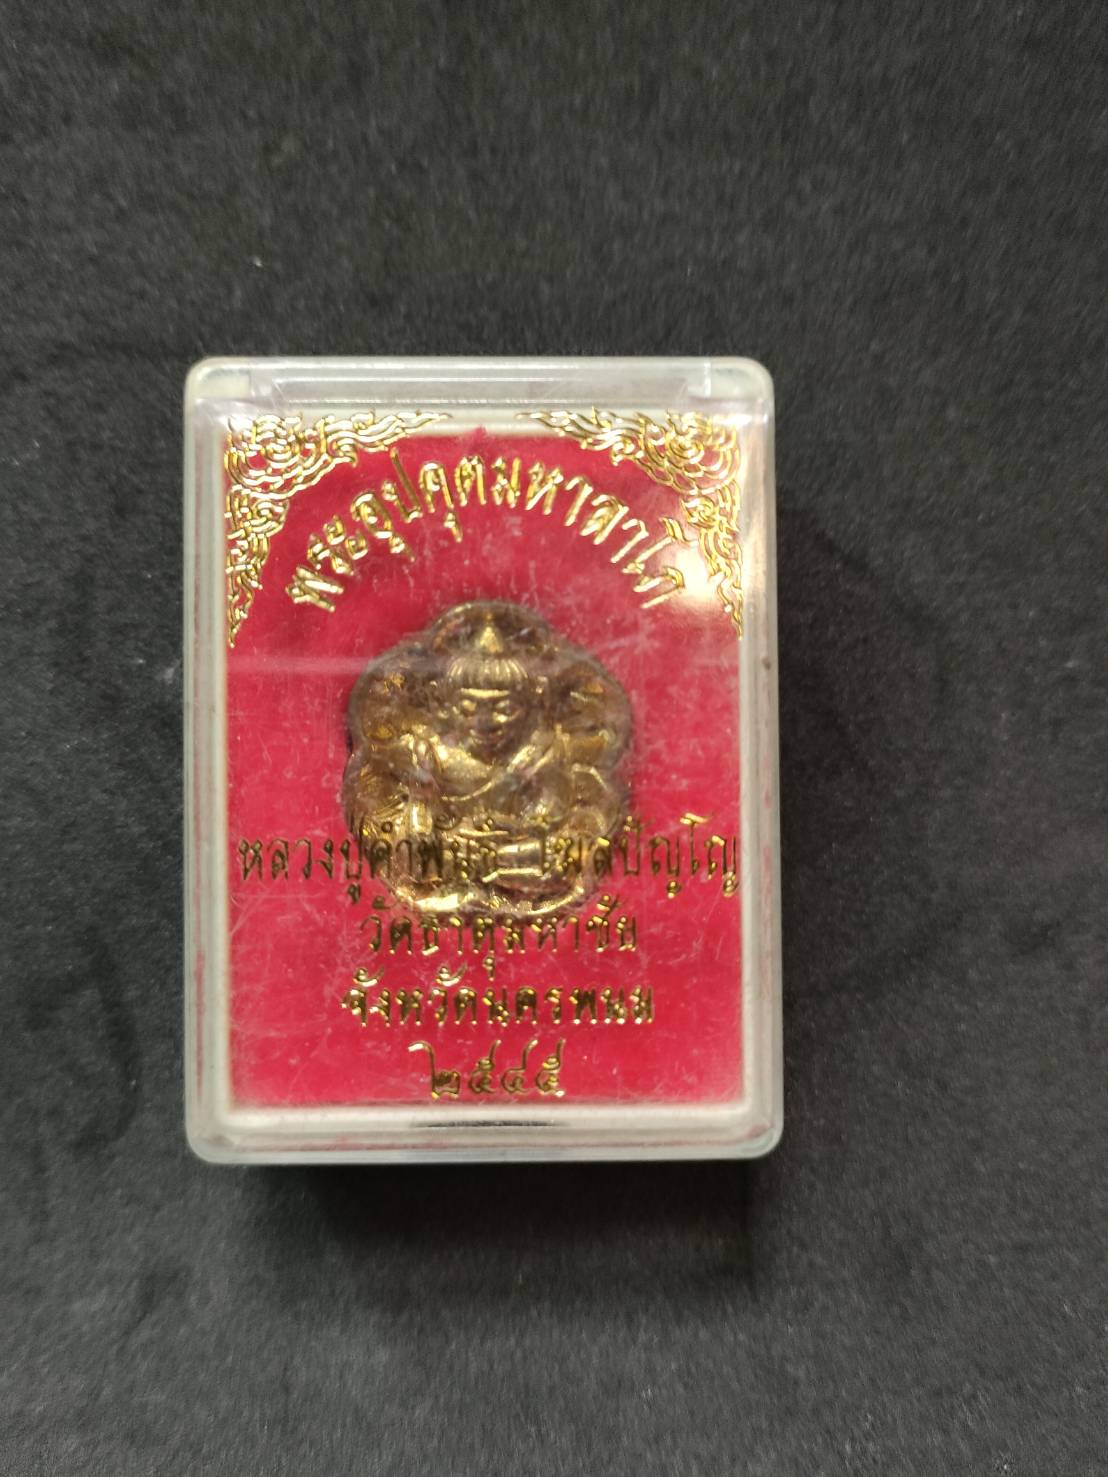 พระอุปคุตมหาลาโภ
หลวงปู่คำพันธ์ โฆสปัญโญ
วัดธาตุมหาชัย
จังหวัดนครพนม
๒๕๔๕